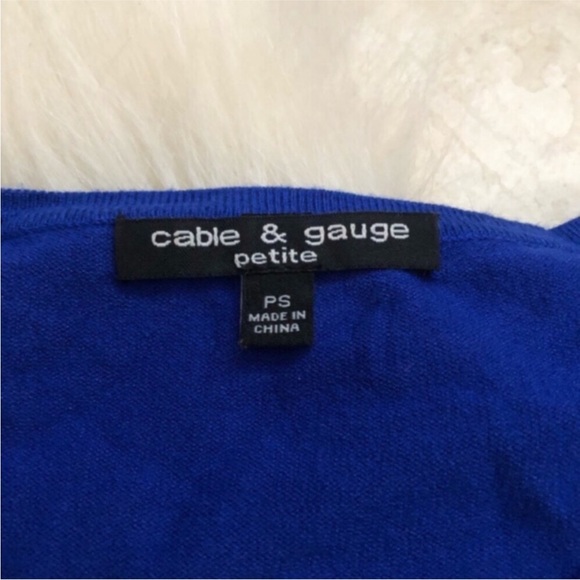 cable & gauge
petite
PS
MADE IN
CHINA